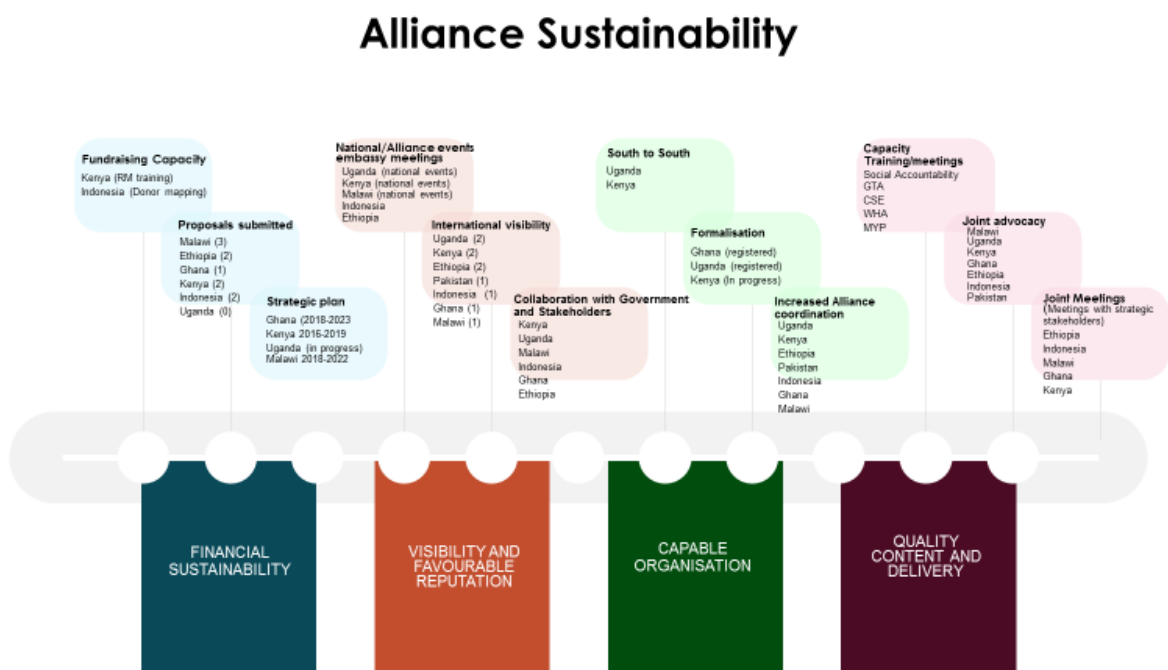 Alliance Sustainability
Fundraising Capacity
Kenya (RM training)
Indonesia (Donor mapping)
Proposals submitted
Malawi (3)
Ethiopia (2)
Ghana (1)
Kenya (2)
Indonesia (2)
Uganda (0)
Strategic plan
Ghana (2018-2023
Kenya 2016-2019
Uganda (in progress)
Malawi 2018-2022
National/Alliance events
embassy meetings
Uganda (national events)
Kenya (national events)
Malawi (national events)
Indonesia
Ethiopia
International visibility
Uganda (2)
Kenya (2)
Ethiopia (2)
Pakistan (1)
Indonesia (1)
Ghana (1)
Malawi (1)
Collaboration with Government
and Stakeholders
Kenya
Uganda
Malawi
Indonesia
Ghana
Ethiopia
South to South
Uganda
Kenya
Formalisation
Ghana (registered)
Uganda (registered)
Kenya (In progress)
Increased Alliance
coordination
Uganda
Kenya
Ethiopia
Pakistan
Indonesia
Ghana
Malawi
Capacity
Training/meetings
Social Accountability
GTA
CSE
WHA
MYP
Joint advocacy
Malawi
Uganda
Kenya
Ghana
Ethiopia
Indonesia
Pakistan
Joint Meetings
(Meetings with strategic
stakeholders)
Ethiopia
Indonesia
Malawi
Ghana
Kenya
FINANCIAL
SUSTAINABILITY
VISIBILITY AND
FAVOURABLE
REPUTATION
CAPABLE
ORGANISATION
QUALITY
CONTENT AND
DELIVERY